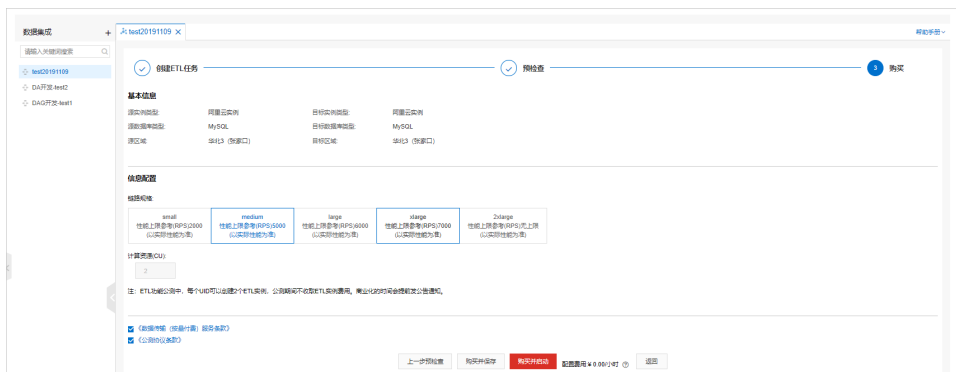 数据集成 +
test20191109 ×
帮助手册
请输入关键词搜索
test20191109
DA开发-test2
DAG开发-test1
创建ETL任务
预检查
3 购买
基本信息
源实例类型: 阿里云实例 目标实例类型: 阿里云实例
源数据库类型: MySQL 目标数据库类型: MySQL
源区域: 华北3（张家口） 目标区域: 华北3（张家口）
信息配置
链路规格
small medium large xlarge 2xlarge
性能上限参考(RPS)2000 性能上限参考(RPS)5000 性能上限参考(RPS)6000 性能上限参考(RPS)7000 性能上限参考(RPS)无上限
(以实际性能为准) (以实际性能为准) (以实际性能为准) (以实际性能为准) (以实际性能为准)
计算资源(CU):
2
注：ETL功能公测中，每个UID可以创建2个ETL实例，公测期间不收取ETL实例费用。商业化的时间会提前发公告通知。
《数据传输（按量付费）服务条款》
《公测协议条款》
上一步预检查 购买并保存 购买并启动 配置费用 ¥ 0.00/小时 返回